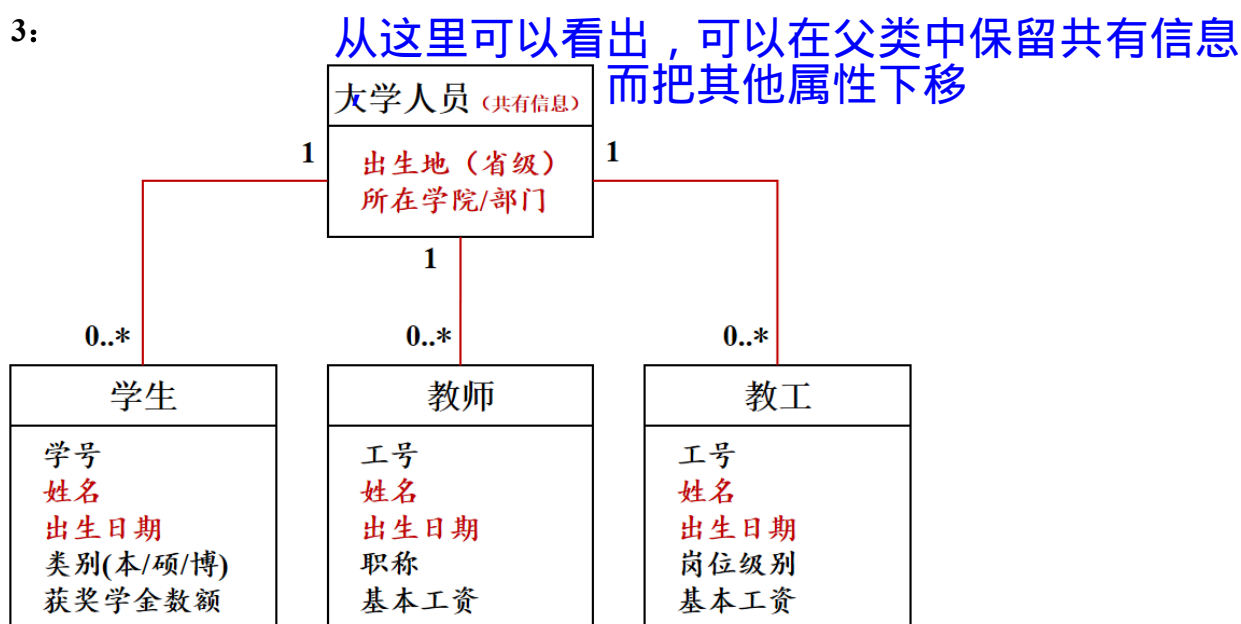 3：
从这里可以看出，可以在父类中保留共有信息
而把其他属性下移
大学人员（共有信息）
出生地（省级）
所在学院/部门
1
1
1
0..*
0..*
0..*
学生
学号
姓名
出生日期
类别(本/硕/博)
获奖学金数额
教师
工号
姓名
出生日期
职称
基本工资
教工
工号
姓名
出生日期
岗位级别
基本工资